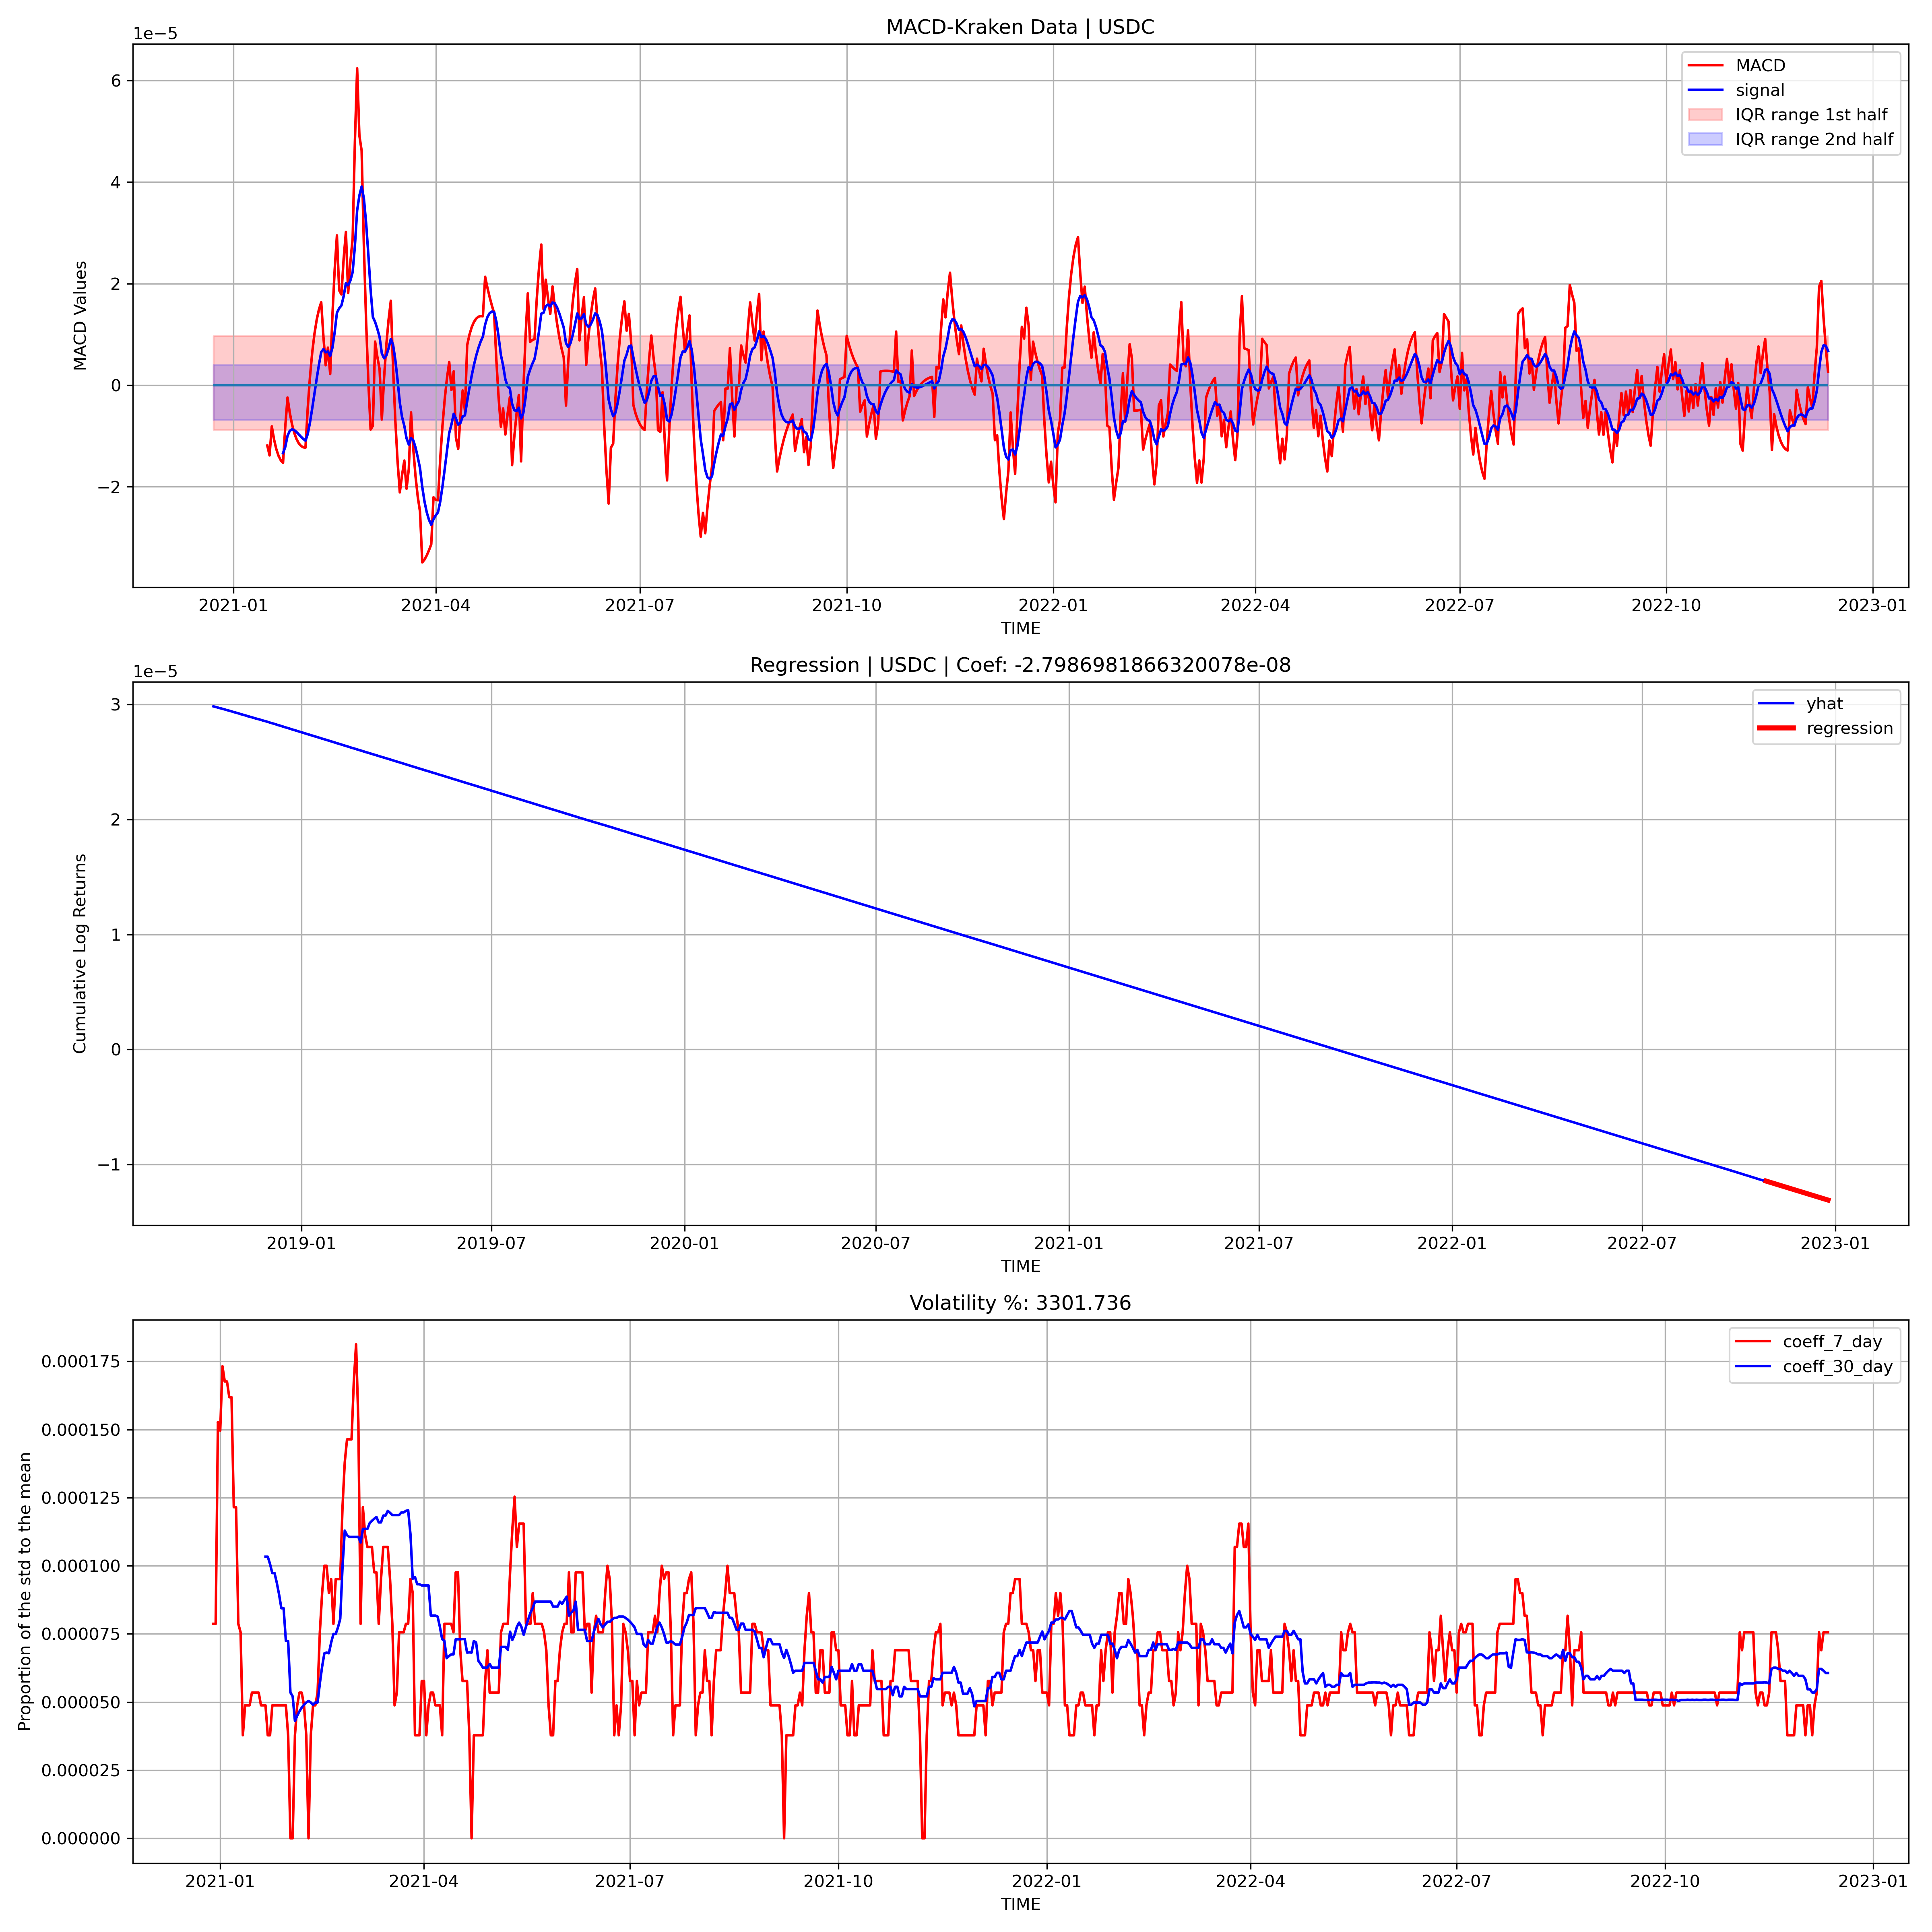 MACD-Kraken Data | USDC
1e−5
MACD
signal
IQR range 1st half
IQR range 2nd half
6
4
2
0
−2
MACD Values
2021-01 2021-04 2021-07 2021-10 2022-01 2022-04 2022-07 2022-10 2023-01
TIME
Regression | USDC | Coef: -2.7986981866320078e-08
1e−5
yhat
regression
3
2
1
0
−1
Cumulative Log Returns
2019-01 2019-07 2020-01 2020-07 2021-01 2021-07 2022-01 2022-07 2023-01
TIME
Volatility %: 3301.736
coeff_7_day
coeff_30_day
0.000175
0.000150
0.000125
0.000100
0.000075
0.000050
0.000025
0.000000
Proportion of the std to the mean
2021-01 2021-04 2021-07 2021-10 2022-01 2022-04 2022-07 2022-10 2023-01
TIME